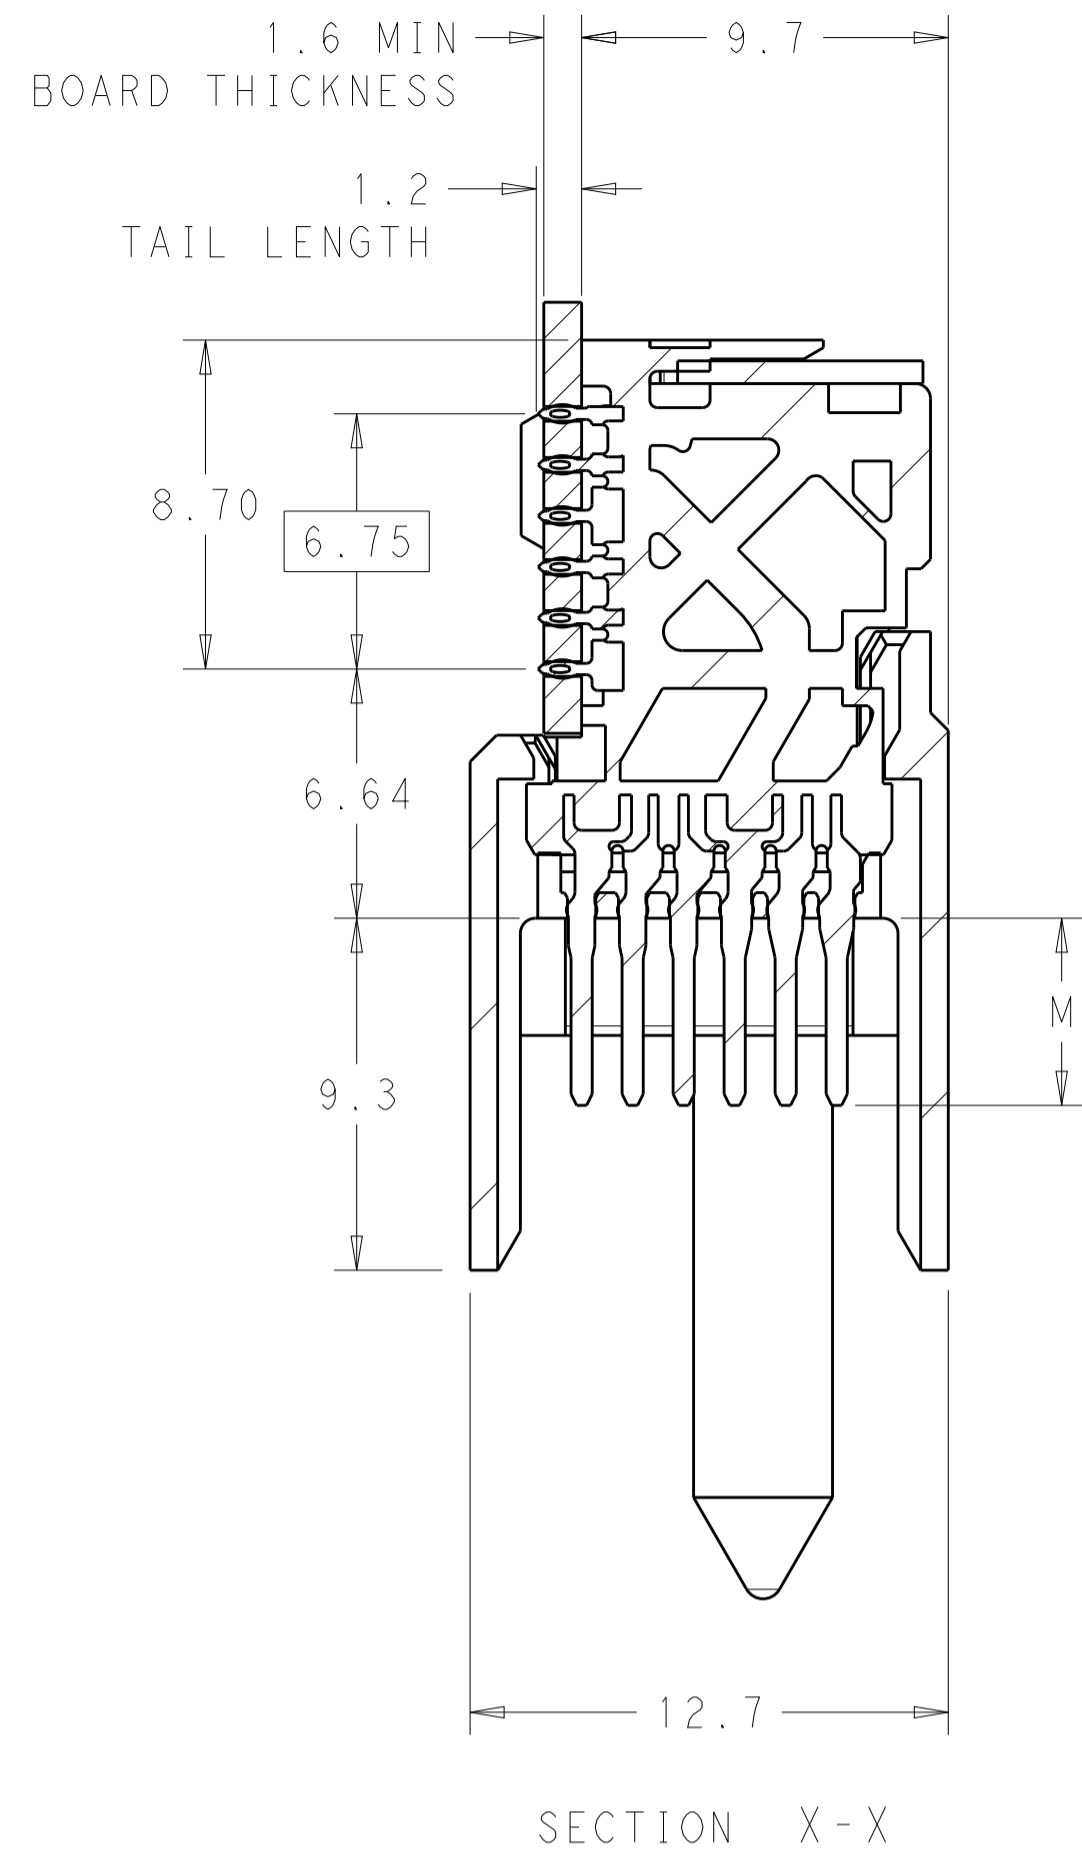 1.6 MIN
BOARD THICKNESS
9.7
1.2
TAIL LENGTH
8.70
6.75
6.64
M
9.3
12.7
SECTION X-X